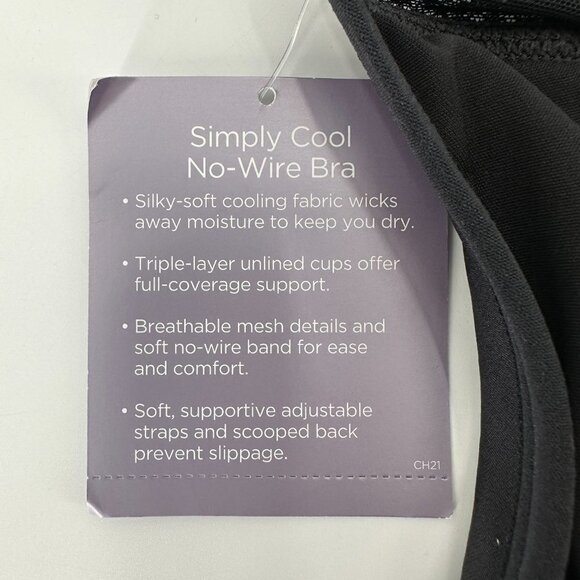 Simply Cool
No-Wire Bra
• Silky-soft cooling fabric wicks
away moisture to keep you dry.
• Triple-layer unlined cups offer
full-coverage support.
• Breathable mesh details and
soft no-wire band for ease
and comfort.
• Soft, supportive adjustable
straps and scooped back
prevent slippage.
CH21